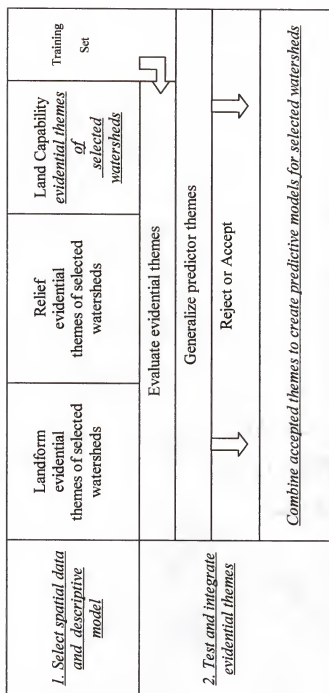 1. Select spatial data
and descriptive
model
Landform
evidential
themes of selected
watersheds
Relief
evidential
themes of selected
watersheds
Land Capability
evidential themes
of
selected
watersheds
Training
Set
2. Test and integrate
evidential themes
Evaluate evidential themes
Generalize predictor themes
Reject or Accept
Combine accepted themes to create predictive models for selected watersheds